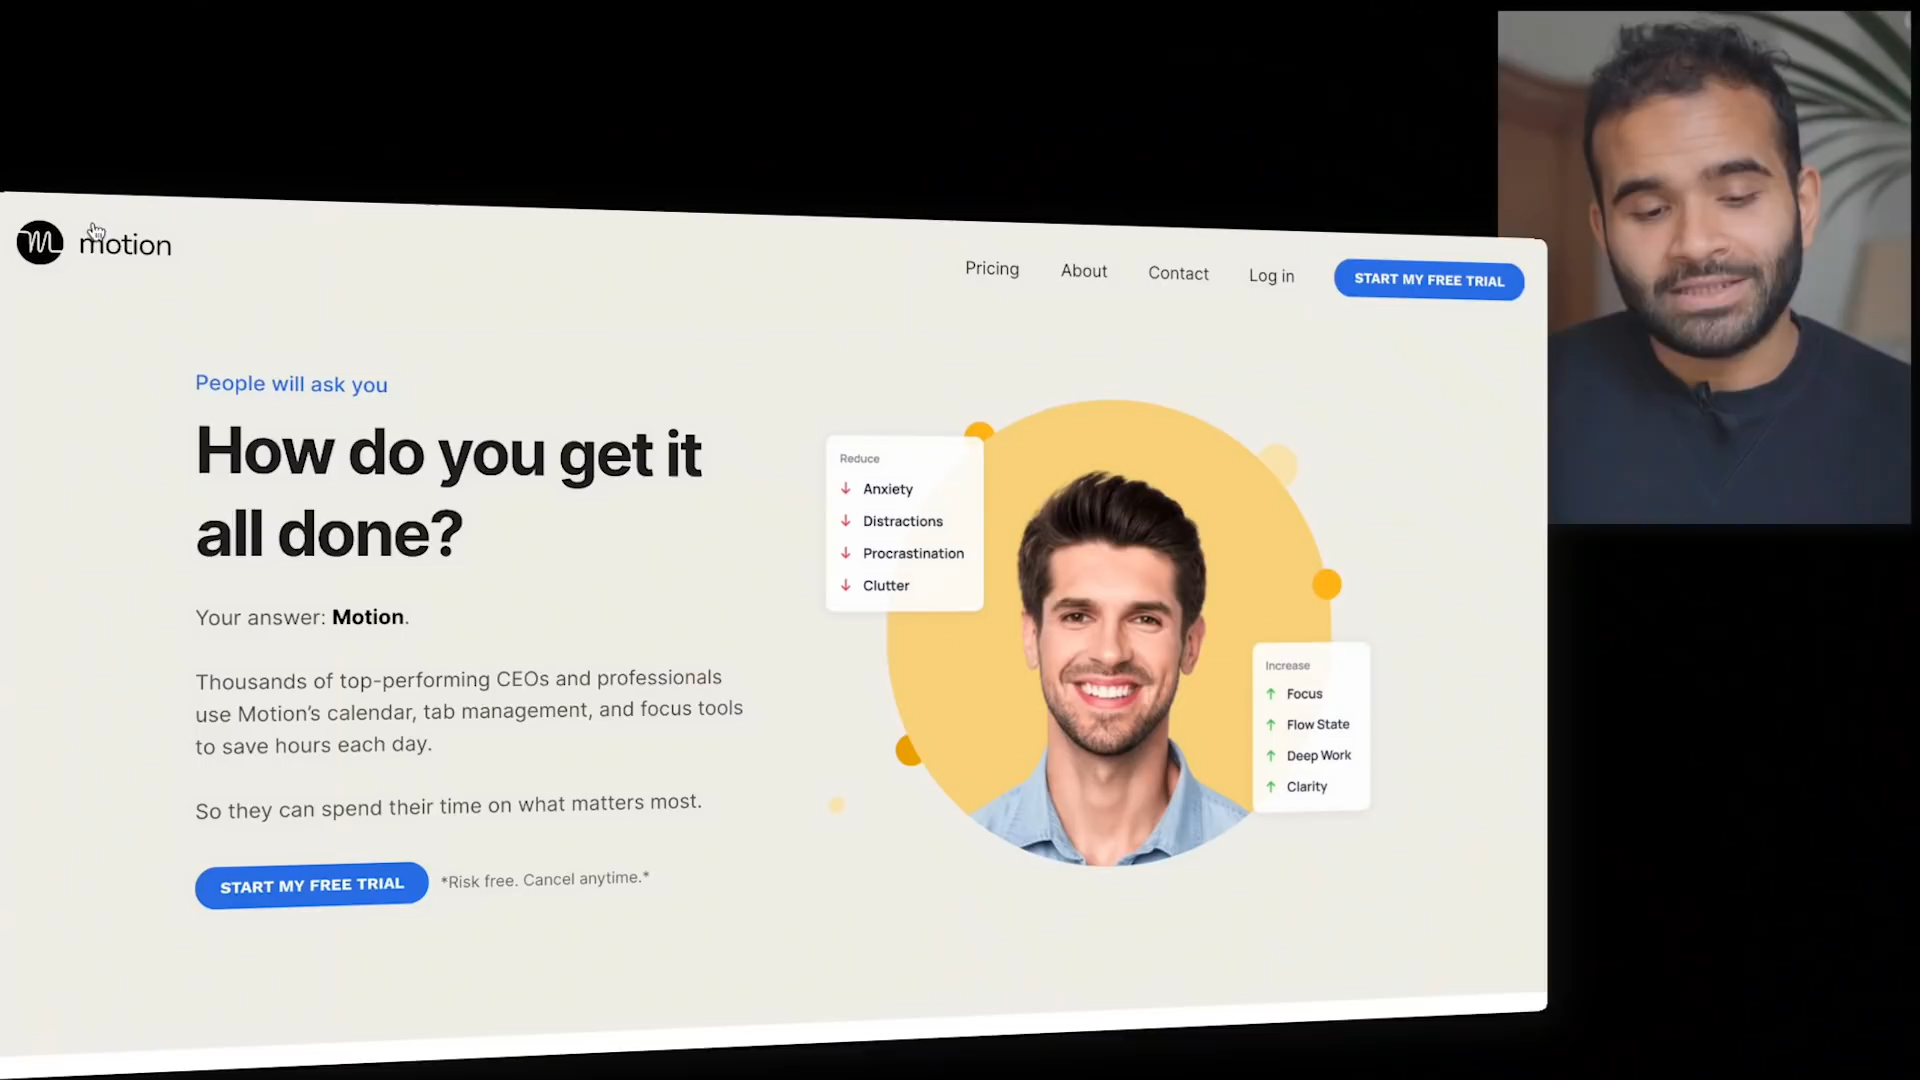 motion
Pricing
About
Contact
Log in
START MY FREE TRIAL
People will ask you
How do you get it
all done?
Your answer: Motion.
Thousands of top-performing CEOs and professionals
use Motion’s calendar, tab management, and focus tools
to save hours each day.
So they can spend their time on what matters most.
START MY FREE TRIAL
*Risk free. Cancel anytime.*
Reduce
↓ Anxiety
↓ Distractions
↓ Procrastination
↓ Clutter
Increase
↑ Focus
↑ Flow State
↑ Deep Work
↑ Clarity